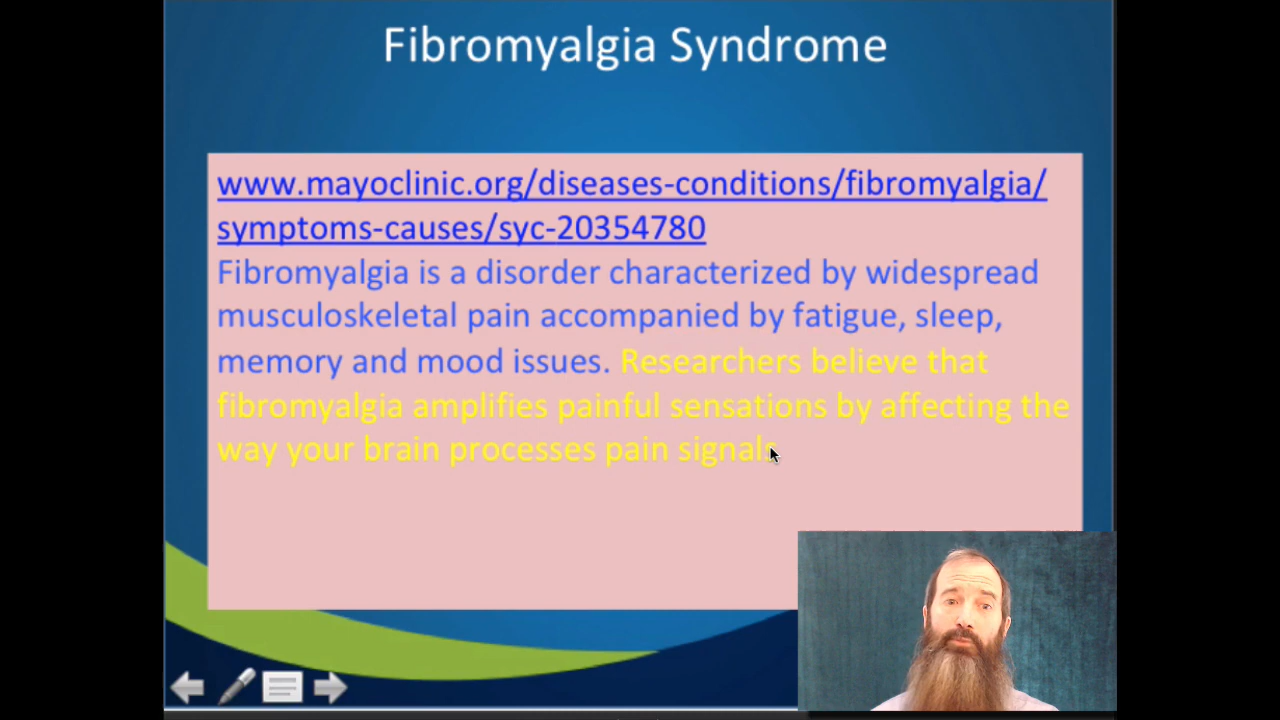 Fibromyalgia Syndrome
www.mayoclinic.org/diseases-conditions/fibromyalgia/
symptoms-causes/syc-20354780
Fibromyalgia is a disorder characterized by widespread
musculoskeletal pain accompanied by fatigue, sleep,
memory and mood issues. Researchers believe that
fibromyalgia amplifies painful sensations by affecting the
way your brain processes pain signals